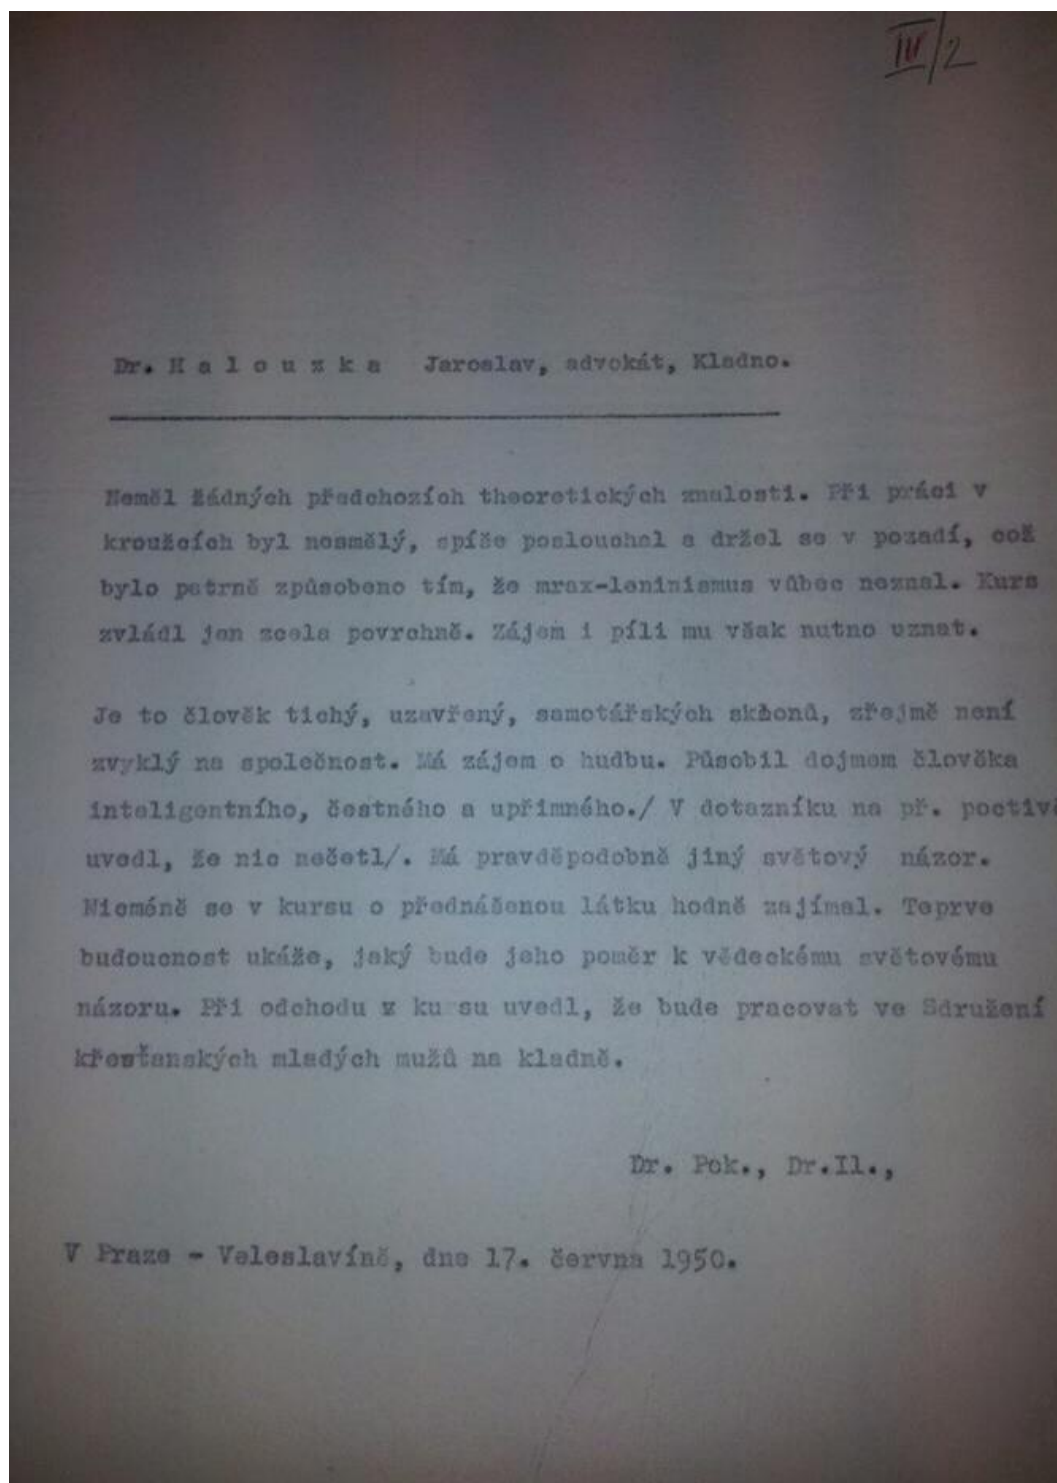 IV/2
Dr. H a l o u z k a Jaroslav, advokát, Kladno.
Neměl žádných předchozích theoretických znalostí. Při práci v
kroužcích byl nesmělý, spíše poslouchal a držel se v pozadí, což
bylo patrně způsobeno tím, že mrax-leninismus vůbec neznal. Kurs
zvládl jen zcela povrchně. Zájem i píli mu však nutno uznat.
Je to člověk tichý, uzavřený, samotářských sklonů, zřejmě není
zvyklý na společnost. Má zájem o hudbu. Působil dojmem člověka
inteligentního, čestného a upřimného./ V dotazníku na př. poctivě
uvedl, že nic nečetl/. Má pravděpodobně jiný světový názor.
Nicméně se v kursu o přednášenou látku hodně zajímal. Teprve
budoucnost ukáže, jaký bude jeho poměr k vědeckému světovému
názoru. Při odchodu z ku su uvedl, že bude pracovat ve Sdružení
křesťanských mladých mužů na kladně.
Dr. Pok., Dr.Il.,
V Praze - Veleslavíně, dne 17. června 1950.